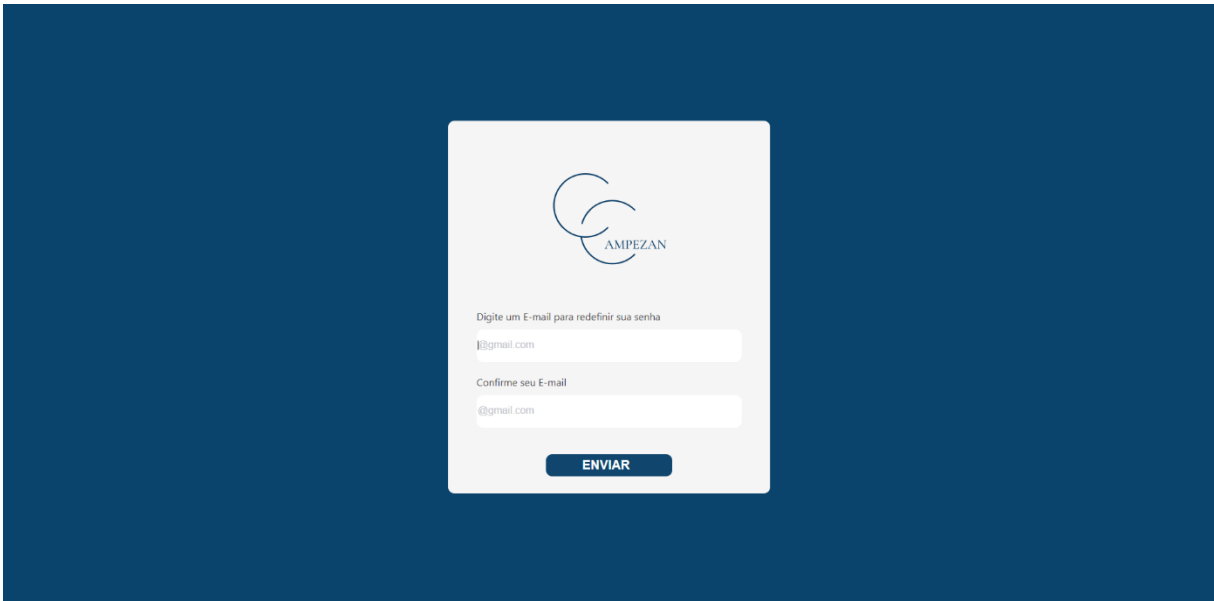 AMPEZAN
Digite um E-mail para redefinir sua senha
@gmail.com
Confirme seu E-mail
@gmail.com
ENVIAR